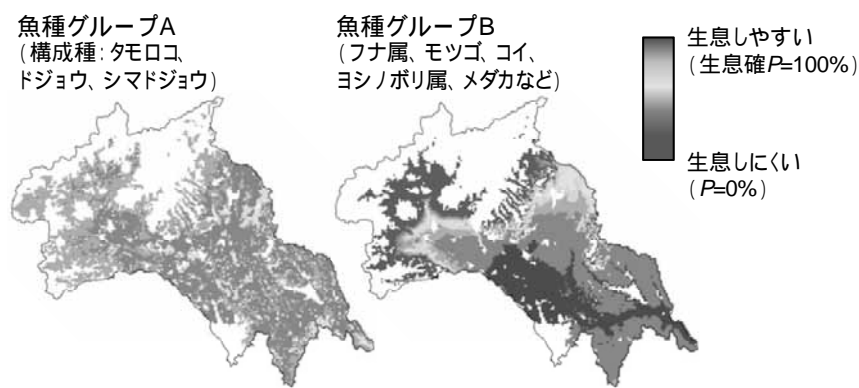 魚種グループA
(構成種:タモロコ、
ドジョウ、シマドジョウ)
魚種グループB
(フナ属、モツゴ、コイ、
ヨシノボリ属、メダカなど)
生息しやすい
(生息確P=100%)
生息しにくい
(P=0%)